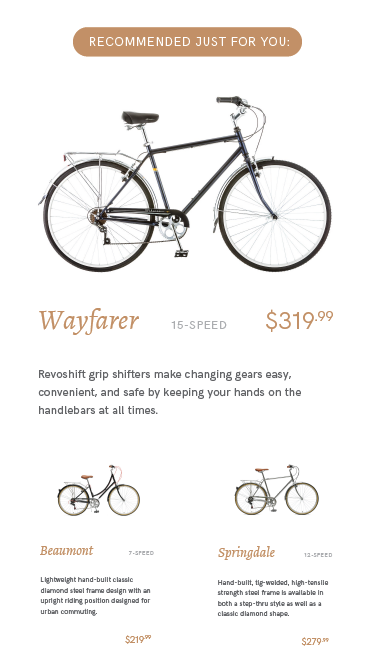 RECOMMENDED JUST FOR YOU:
Wayfarer 15-SPEED $319.99
Revoshift grip shifters make changing gears easy,
convenient, and safe by keeping your hands on the
handlebars at all times.
Beaumont 7-SPEED
Lightweight hand-built classic
diamond steel frame design with an
upright riding position designed for
urban commuting.
$219.99
Springdale 12-SPEED
Hand-built, tig-welded, high-tensile
strength steel frame is available in
both a step-thru style as well as a
classic diamond shape.
$279.99